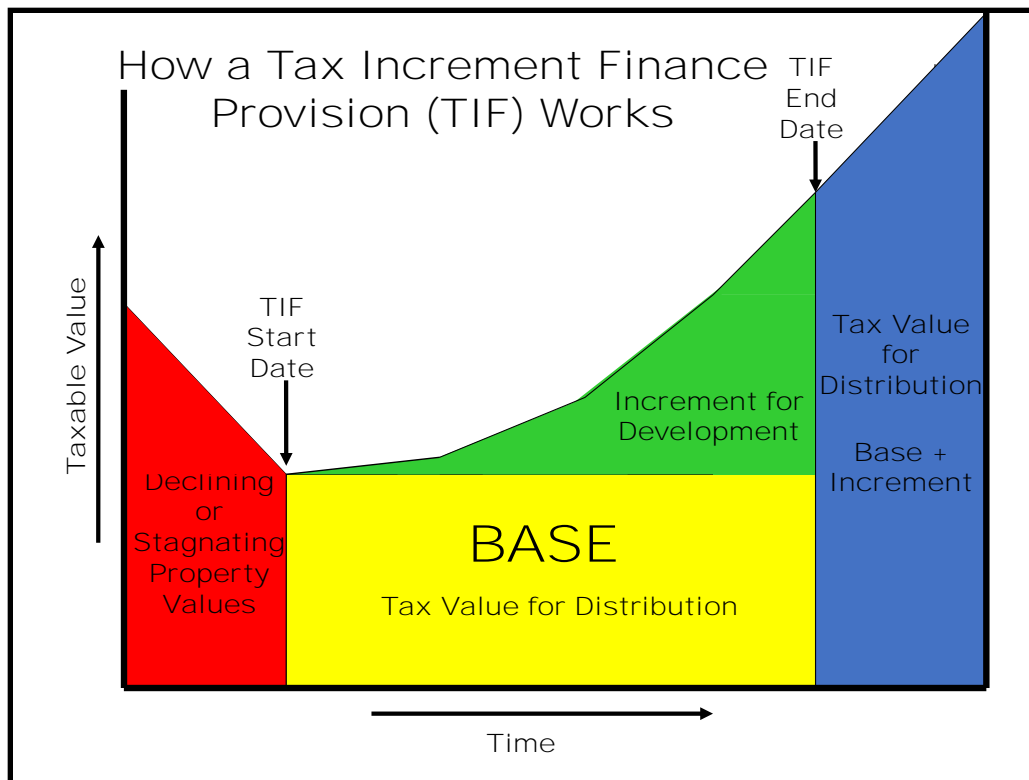 How a Tax Increment Finance
Provision (TIF) Works
TIF
End
Date
TIF
Start
Date
Taxable Value
Tax Value
for
Distribution
Base +
Increment
Increment for
Development
Declining
or
Stagnating
Property
Values
BASE
Tax Value for Distribution
Time